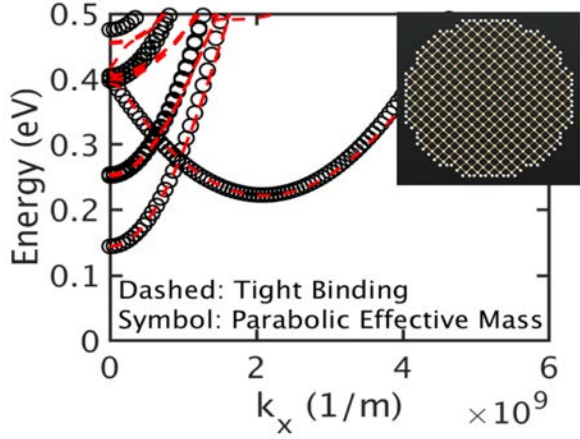 0.5
0.4
0.3
0.2
0.1
0
Energy (eV)
Dashed: Tight Binding
Symbol: Parabolic Effective Mass
0 2 4 6
k_x (1/m) ×10^9